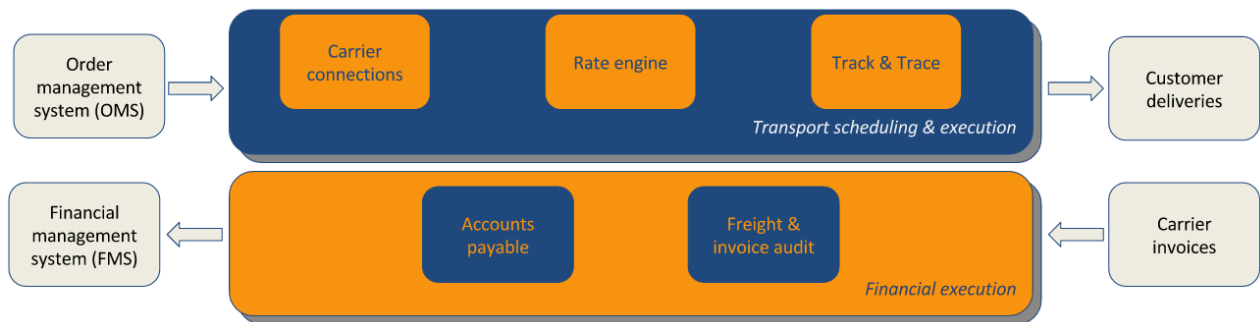 Order
management
system (OMS)
Carrier
connections
Rate engine
Track & Trace
Transport scheduling & execution
Customer
deliveries
Financial
management
system (FMS)
Accounts
payable
Freight &
invoice audit
Financial execution
Carrier
invoices